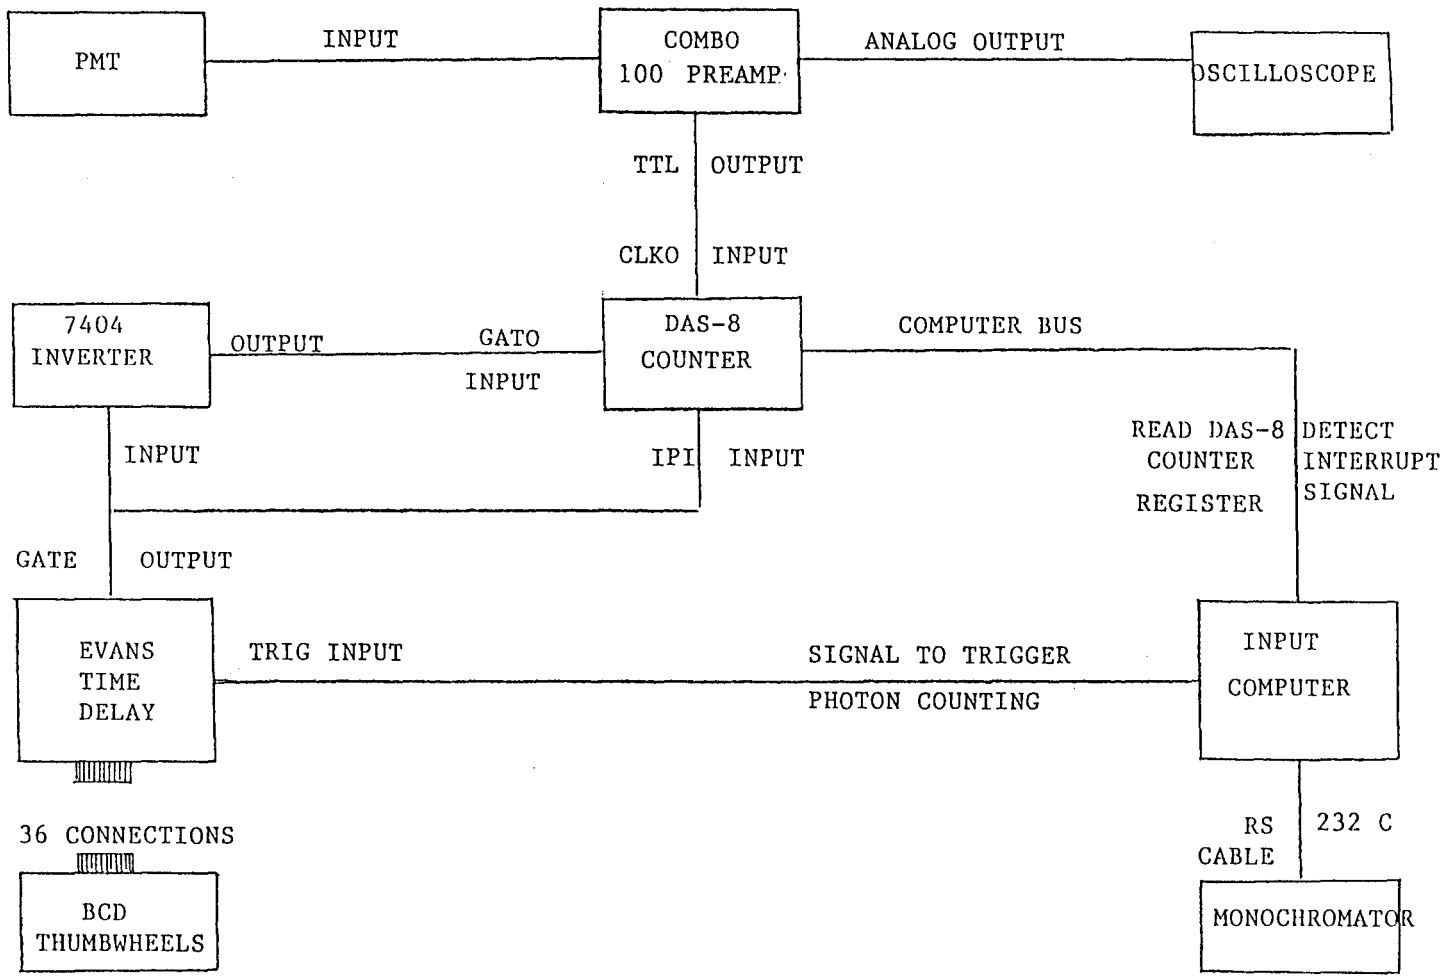 PMT
INPUT
COMBO
100 PREAMP
ANALOG OUTPUT
OSCILLOSCOPE
TTL OUTPUT
CLKO INPUT
7404
INVERTER
OUTPUT
GATO
INPUT
DAS-8
COUNTER
COMPUTER BUS
INPUT
IPI INPUT
READ DAS-8
COUNTER
REGISTER
DETECT
INTERRUPT
SIGNAL
GATE OUTPUT
EVANS
TIME
DELAY
TRIG INPUT
SIGNAL TO TRIGGER
PHOTON COUNTING
INPUT
COMPUTER
36 CONNECTIONS
RS 232 C
CABLE
BCD
THUMBWHEELS
MONOCHROMATOR